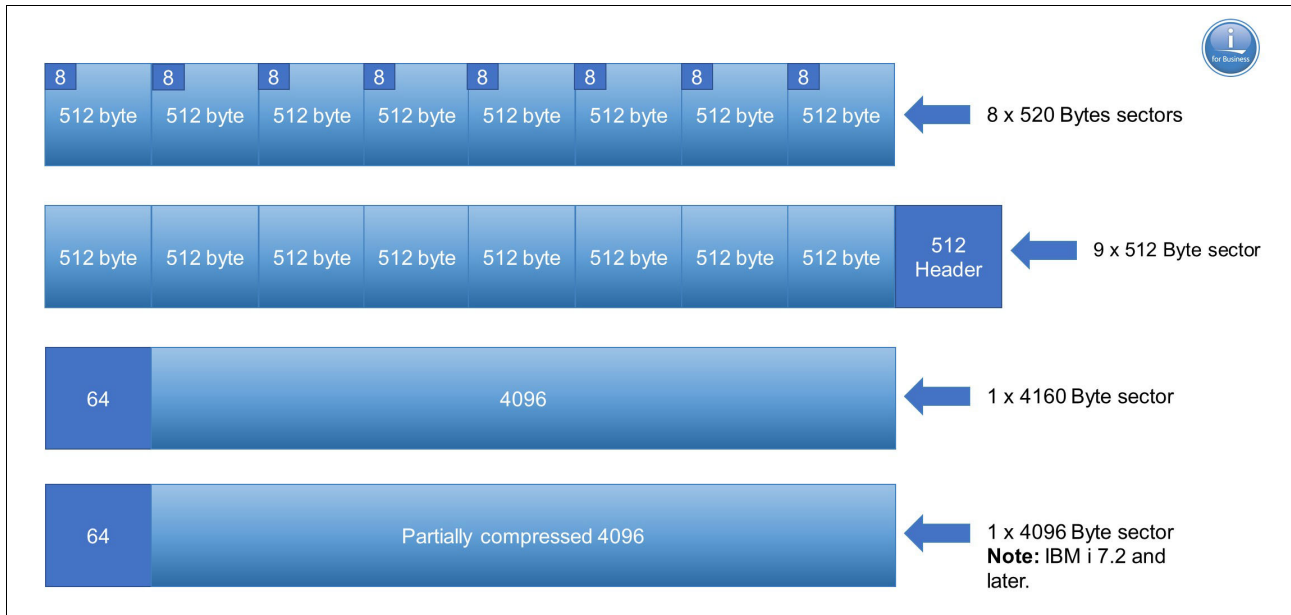 i
for Business
8 8 8 8 8 8 8 8
512 byte 512 byte 512 byte 512 byte 512 byte 512 byte 512 byte 512 byte
8 x 520 Bytes sectors
512 byte 512 byte 512 byte 512 byte 512 byte 512 byte 512 byte 512 byte
512
Header
9 x 512 Byte sector
64
4096
1 x 4160 Byte sector
64
Partially compressed 4096
1 x 4096 Byte sector
Note: IBM i 7.2 and
later.